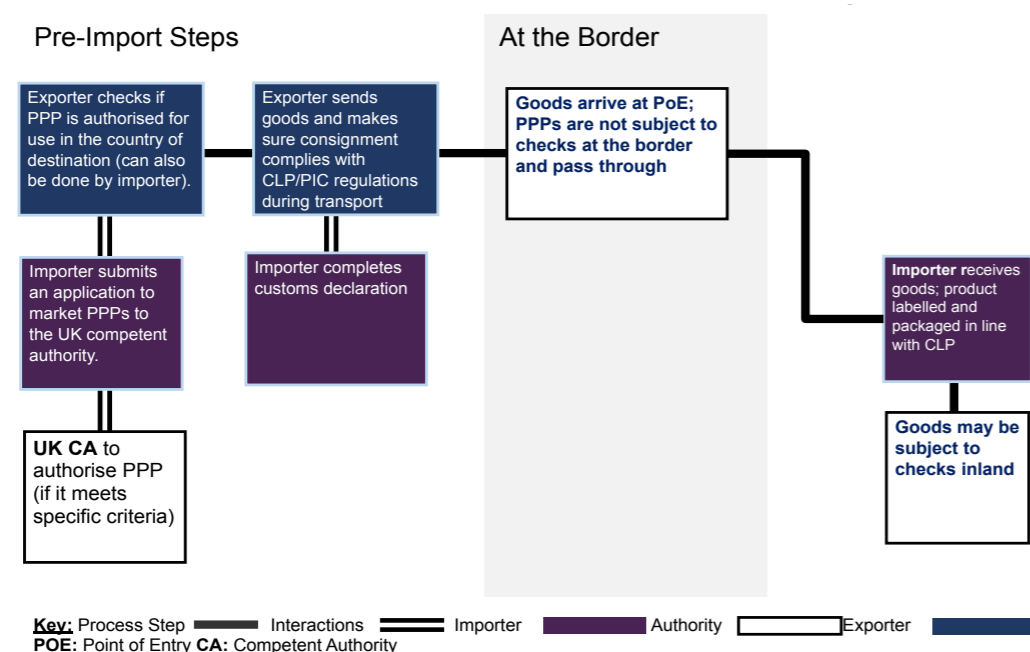 Pre-Import Steps
At the Border
Exporter checks if
PPP is authorised for
use in the country of
destination (can also
be done by importer).
Exporter sends
goods and makes
sure consignment
complies with
CLP/PIC regulations
during transport
Goods arrive at PoE;
PPPs are not subject to
checks at the border
and pass through
Importer submits
an application to
market PPPs to
the UK competent
authority.
Importer completes
customs declaration
Importer receives
goods; product
labelled and
packaged in line
with CLP
UK CA to
authorise PPP
(if it meets
specific criteria)
Goods may be
subject to
checks inland
Key: Process Step Interactions Importer Authority Exporter
POE: Point of Entry CA: Competent Authority